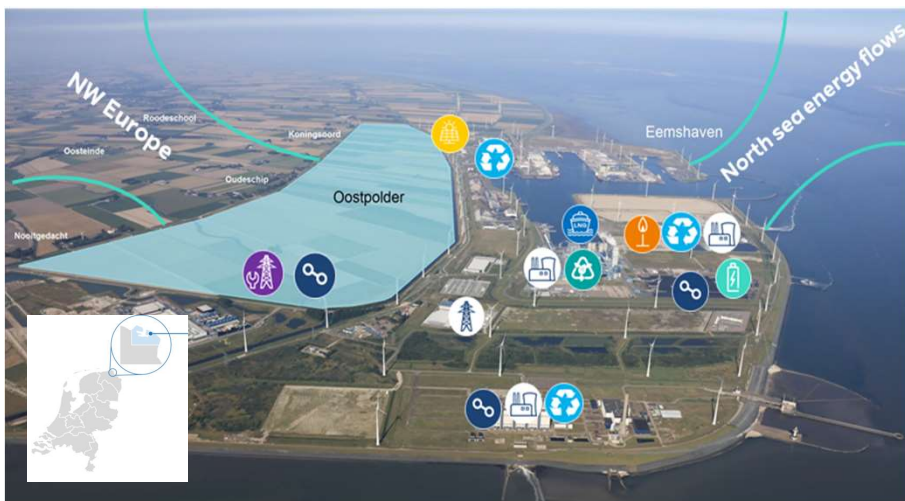 NW Europe
Roodeschool
Koningsoord
Oosteinde
Oudeschip
Nooitgedacht
Oostpolder
Eemshaven
North sea energy flows
LNG